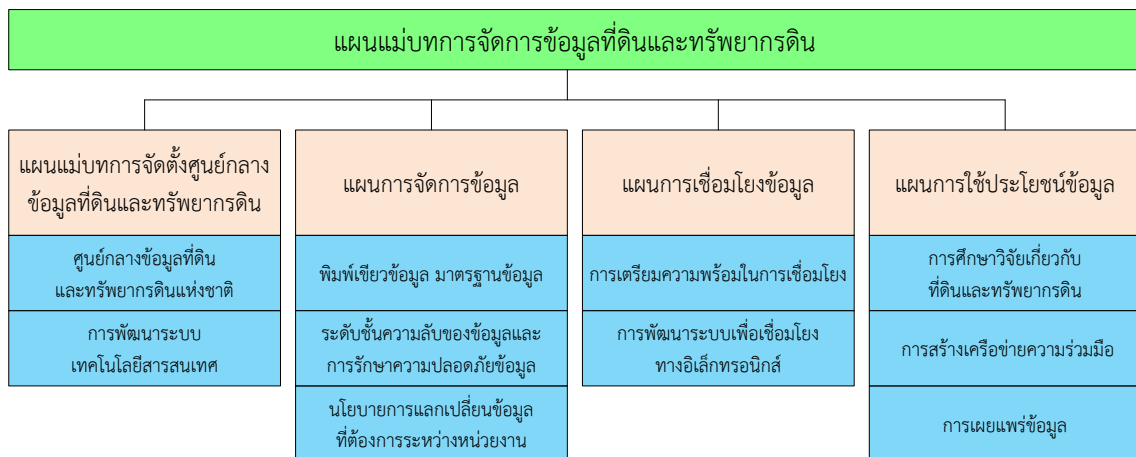 แผนแม่บทการจัดการข้อมูลที่ดินและทรัพยากรดิน
แผนแม่บทการจัดตั้งศูนย์กลาง
ข้อมูลที่ดินและทรัพยากรดิน
ศูนย์กลางข้อมูลที่ดิน
และทรัพยากรดินแห่งชาติ
การพัฒนาระบบ
เทคโนโลยีสารสนเทศ
แผนการจัดการข้อมูล
พิมพ์เขียวข้อมูล มาตรฐานข้อมูล
ระดับชั้นความลับของข้อมูลและ
การรักษาความปลอดภัยข้อมูล
นโยบายการแลกเปลี่ยนข้อมูล
ที่ต้องการระหว่างหน่วยงาน
แผนการเชื่อมโยงข้อมูล
การเตรียมความพร้อมในการเชื่อมโยง
การพัฒนาระบบเพื่อเชื่อมโยง
ทางอิเล็กทรอนิกส์
แผนการใช้ประโยชน์ข้อมูล
การศึกษาวิจัยเกี่ยวกับ
ที่ดินและทรัพยากรดิน
การสร้างเครือข่ายความร่วมมือ
การเผยแพร่ข้อมูล